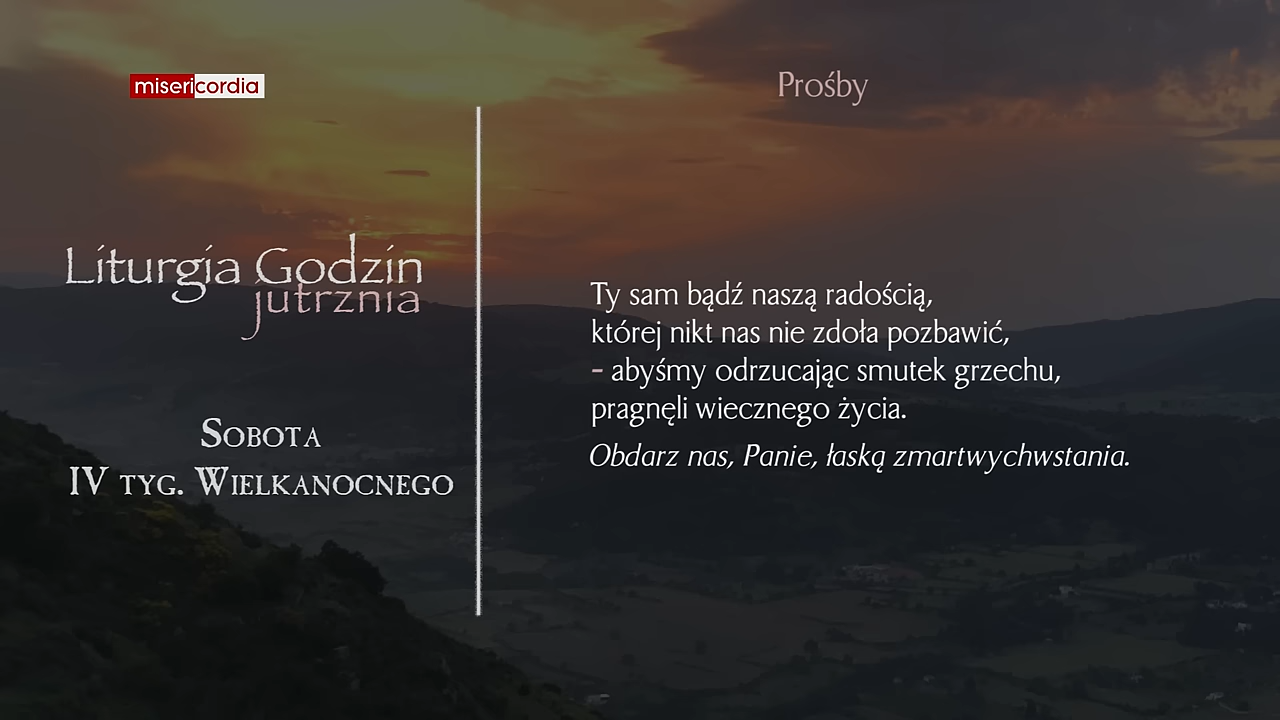 misericordia
Liturgia Godzin
jutrznia
Sobota
IV tyg. Wielkanocnego
Prośby
Ty sam bądź naszą radością,
której nikt nas nie zdoła pozbawić,
- abyśmy odrzucając smutek grzechu,
pragnęli wiecznego życia.
Obdarz nas, Panie, łaską zmartwychwstania.